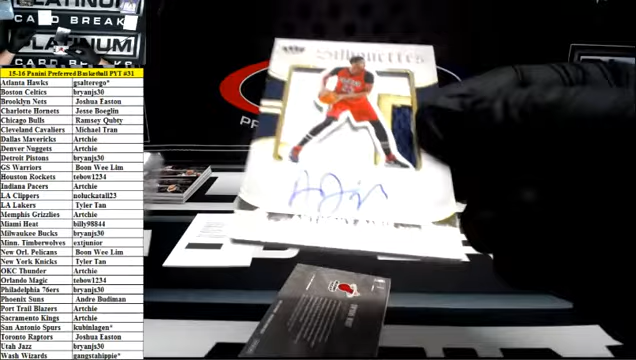 PLATINUM
CARD BREAK
PLATINUM
15-16 Panini Preferred Basketball PYT #31
Atlanta Hawks gsalterego*
Boston Celtics bryanjs30
Brooklyn Nets Joshua Easton
Charlotte Hornets Jesse Boeglin
Chicago Bulls Ramsey Qubty
Cleveland Cavaliers Michael Tran
Dallas Mavericks Artchie
Denver Nuggets Artchie
Detroit Pistons bryanjs30
GS Warriors Boon Wee Lim
Houston Rockets tebow1234
Indiana Pacers Artchie
LA Clippers noluckatall23
LA Lakers Tyler Tan
Memphis Grizzlies Artchie
Miami Heat billy98844
Milwaukee Bucks bryanjs30
Minn. Timberwolves extjunior
New Orl. Pelicans Boon Wee Lim
New York Knicks Tyler Tan
OKC Thunder Artchie
Orlando Magic tebow1234
Philadelphia 76ers bryanjs30
Phoenix Suns Andre Budiman
Port Trail Blazers Artchie
Sacramento Kings Artchie
San Antonio Spurs kubinlagen*
Toronto Raptors Joshua Easton
Utah Jazz bryanjs30
Wash Wizards gangstahippie*
Silhouettes
ANTHONY